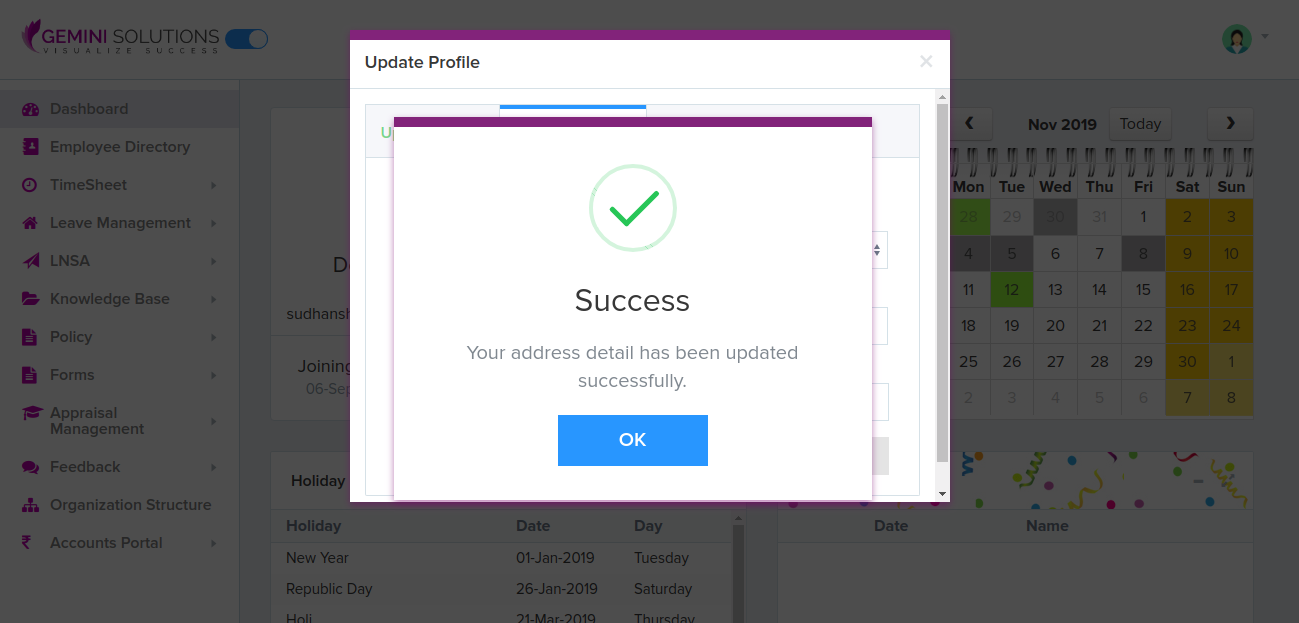 GEMINI SOLUTIONS
VISUALIZE SUCCESS
Dashboard
Employee Directory
TimeSheet
Leave Management
LNSA
Knowledge Base
Policy
Forms
Appraisal
Management
Feedback
Organization Structure
Accounts Portal
Update Profile
×
Success
Your address detail has been updated
successfully.
OK
Joining
Holiday
Holiday Date Day
New Year 01-Jan-2019 Tuesday
Republic Day 26-Jan-2019 Saturday
Holi 21-Mar-2019 Thursday
Nov 2019 Today
Mon Tue Wed Thu Fri Sat Sun
28 29 30 31 1 2 3
4 5 6 7 8 9 10
11 12 13 14 15 16 17
18 19 20 21 22 23 24
25 26 27 28 29 30 1
2 3 4 5 6 7 8
Date Name